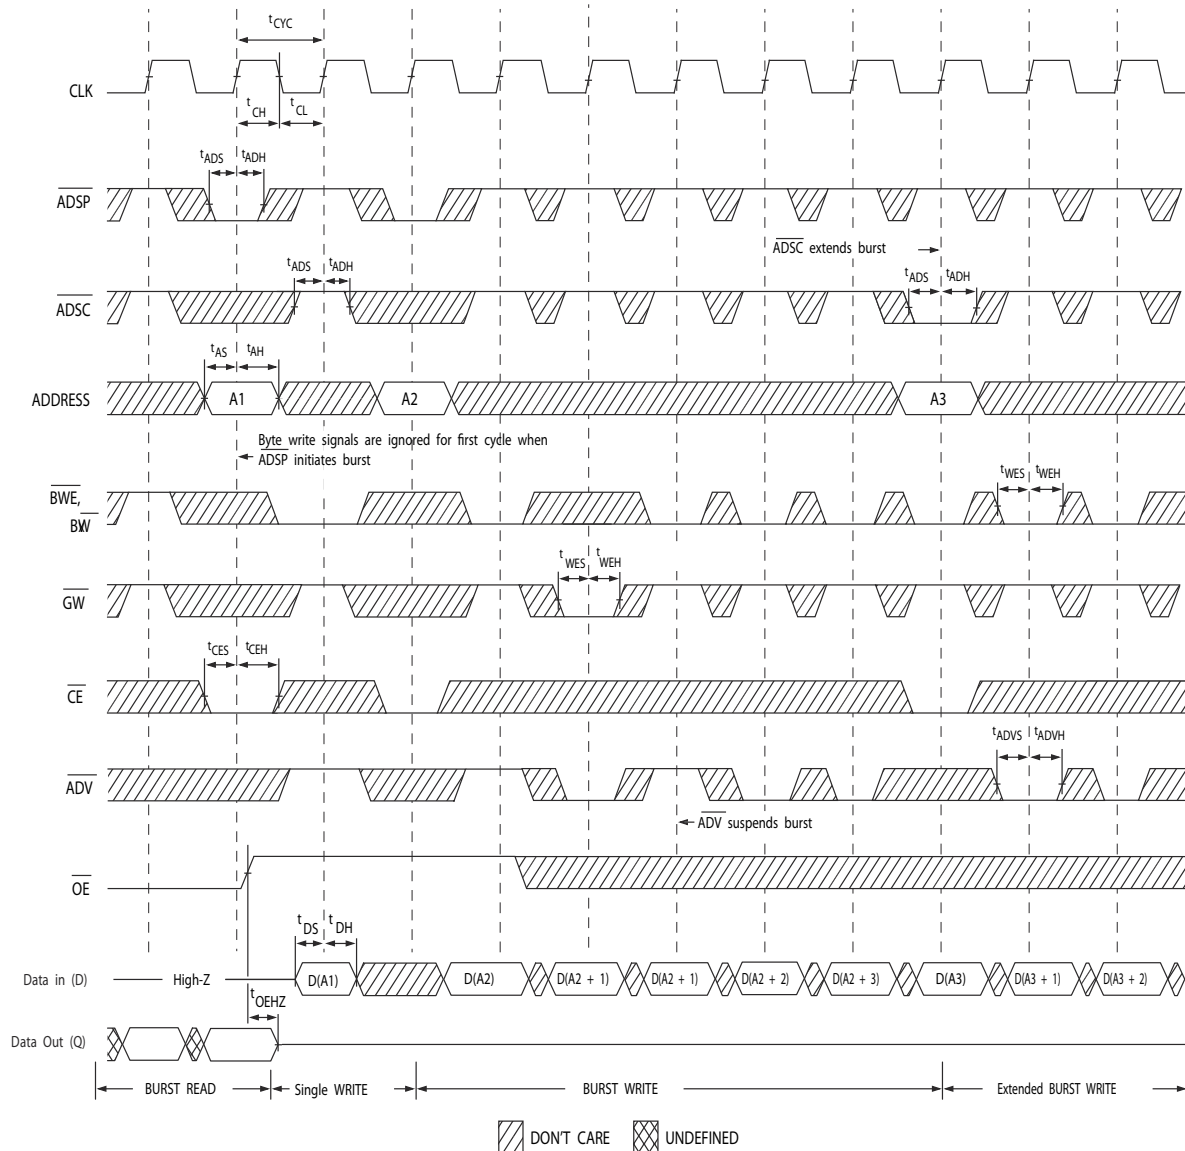 tCYC
CLK
tCH
tCL
tADS tADH
ADSP
ADSC extends burst
tADS tADH
tADS tADH
ADSC
tAS tAH
ADDRESS
A1
A2
A3
Byte write signals are ignored for first cycle when
ADSP initiates burst
tWES tWEH
BWE,
BWX
tWES tWEH
GW
tCES tCEH
CE
tADVS tADVH
ADV
ADV suspends burst
OE
tDS tDH
Data in (D)
High-Z
D(A1)
D(A2)
D(A2 + 1)
D(A2 + 1)
D(A2 + 2)
D(A2 + 3)
D(A3)
D(A3 + 1)
D(A3 + 2)
tOEHZ
Data Out (Q)
BURST READ
Single WRITE
BURST WRITE
Extended BURST WRITE
DON'T CARE
UNDEFINED